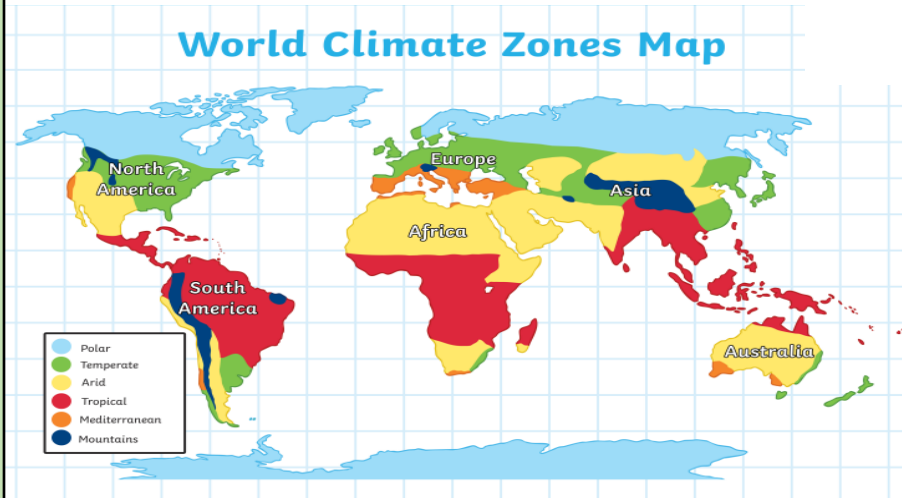 World Climate Zones Map
North
America
Europe
Asia
Africa
South
America
Australia
Polar
Temperate
Arid
Tropical
Mediterranean
Mountains